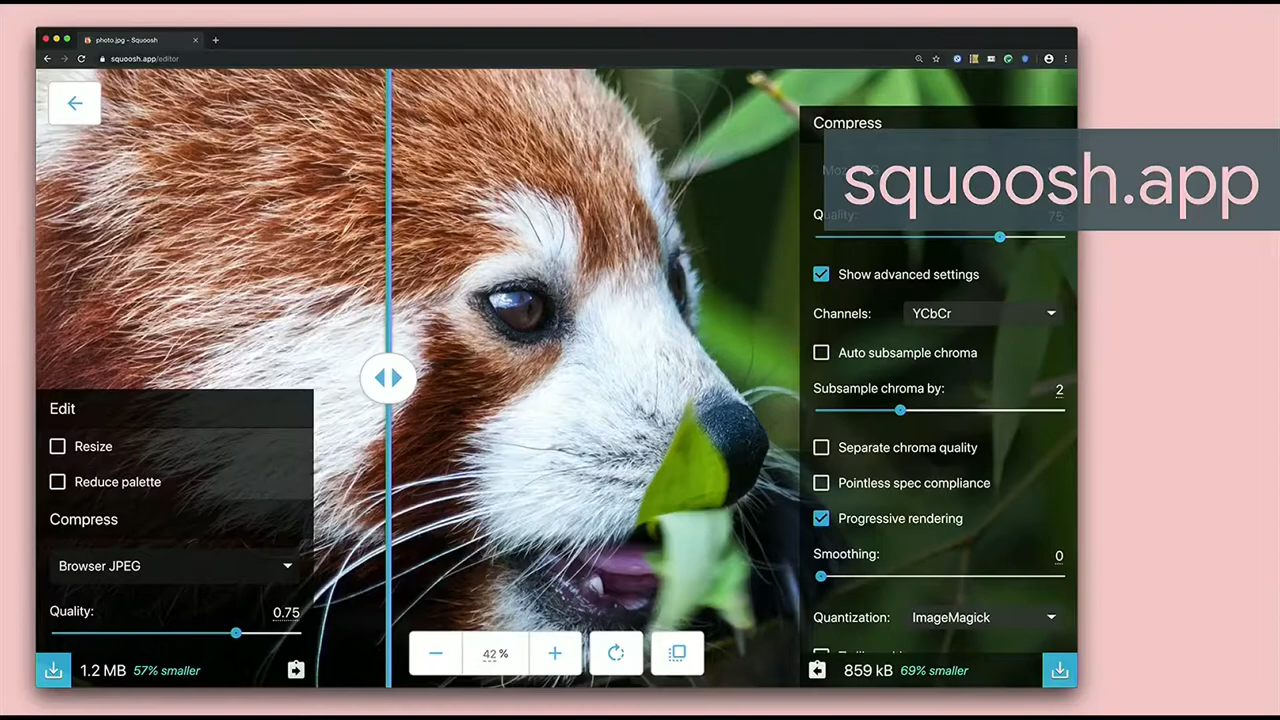 photo.jpg - Squoosh
squoosh.app/editor
Compress
squoosh.app
Quality:
75
Show advanced settings
Channels:
YCbCr
Auto subsample chroma
Subsample chroma by:
2
Separate chroma quality
Pointless spec compliance
Progressive rendering
Smoothing:
0
Quantization:
ImageMagick
859 kB 69% smaller
Edit
Resize
Reduce palette
Compress
Browser JPEG
Quality:
0.75
1.2 MB 57% smaller
42 %